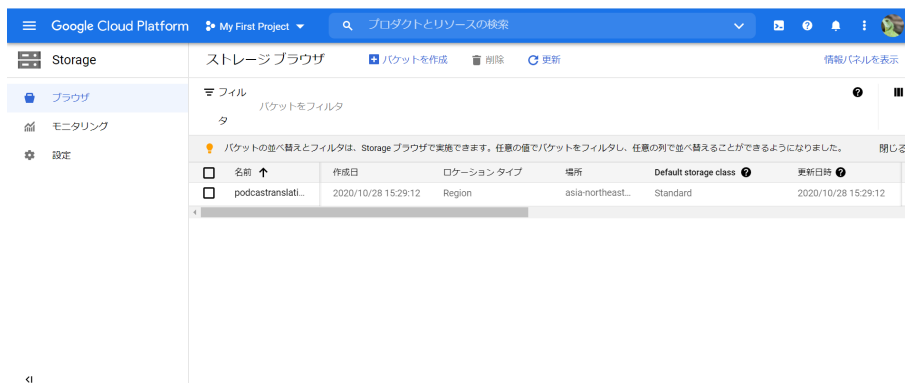 Google Cloud Platform My First Project プロダクトとリソースの検索
Storage ストレージ ブラウザ バケットを作成 削除 更新 情報パネルを表示
ブラウザ
モニタリング
設定
フィル
タ
バケットをフィルタ
バケットの並べ替えとフィルタは、Storage ブラウザで実施できます。任意の値でバケットをフィルタし、任意の列で並べ替えることができるようになりました。 閉じる
名前 作成日 ロケーション タイプ 場所 Default storage class 更新日時
podcastranslati... 2020/10/28 15:29:12 Region asia-northeast... Standard 2020/10/28 15:29:12